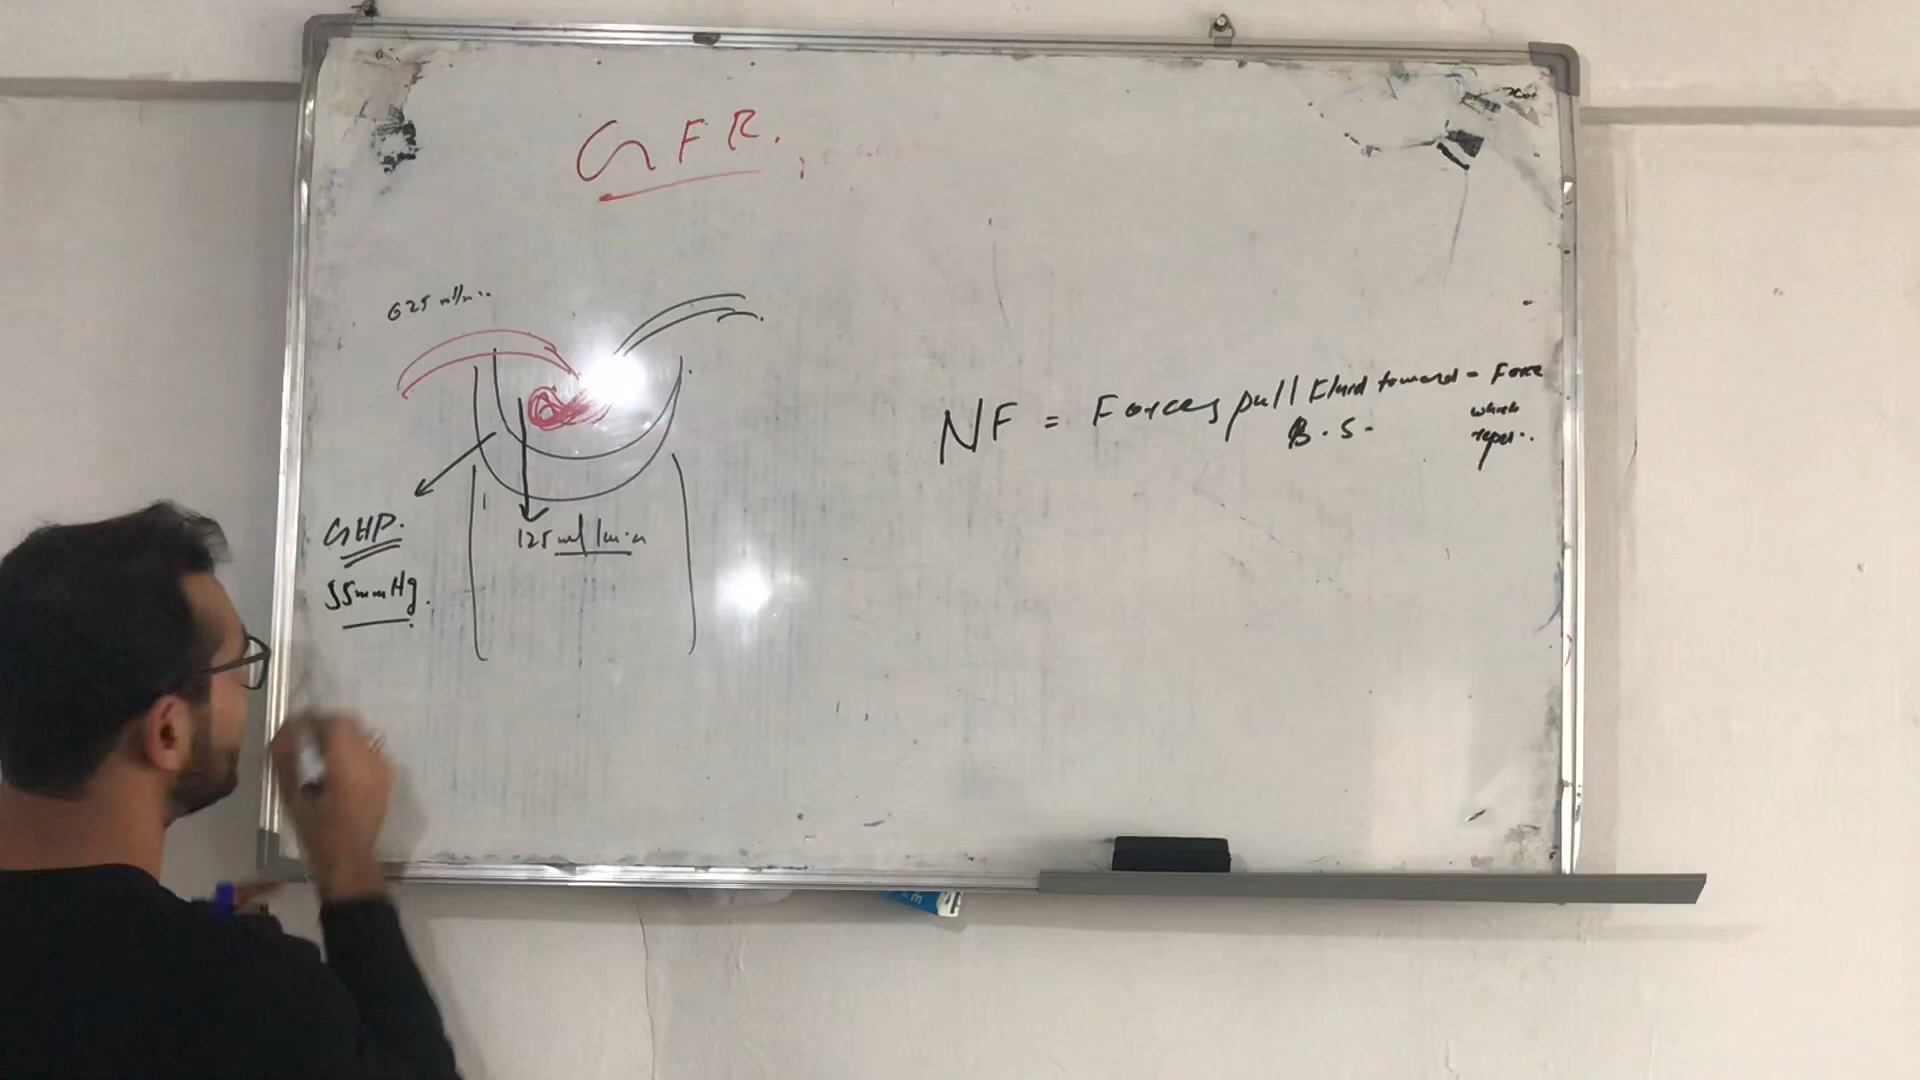 GFR.
625 ml/min
GHP.
55mmHg.
125 ml/min
NF = Forces pull Fluid toward - Force
B.S.
which
repel.